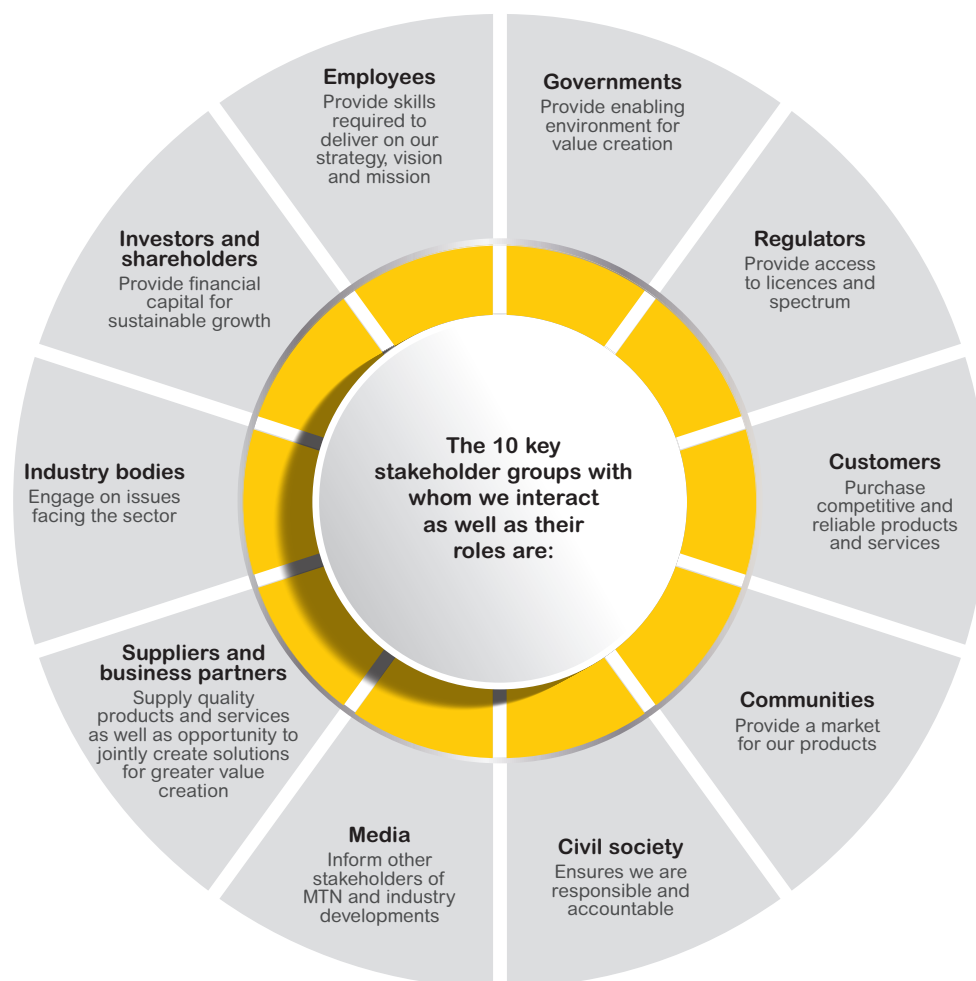 The 10 key
stakeholder groups with
whom we interact
as well as their
roles are:
Governments
Provide enabling
environment for
value creation
Regulators
Provide access
to licences and
spectrum
Customers
Purchase
competitive and
reliable products
and services
Communities
Provide a market
for our products
Civil society
Ensures we are
responsible and
accountable
Media
Inform other
stakeholders of
MTN and industry
developments
Suppliers and
business partners
Supply quality
products and services
as well as opportunity to
jointly create solutions
for greater value
creation
Industry bodies
Engage on issues
facing the sector
Investors and
shareholders
Provide financial
capital for
sustainable growth
Employees
Provide skills
required to
deliver on our
strategy, vision
and mission